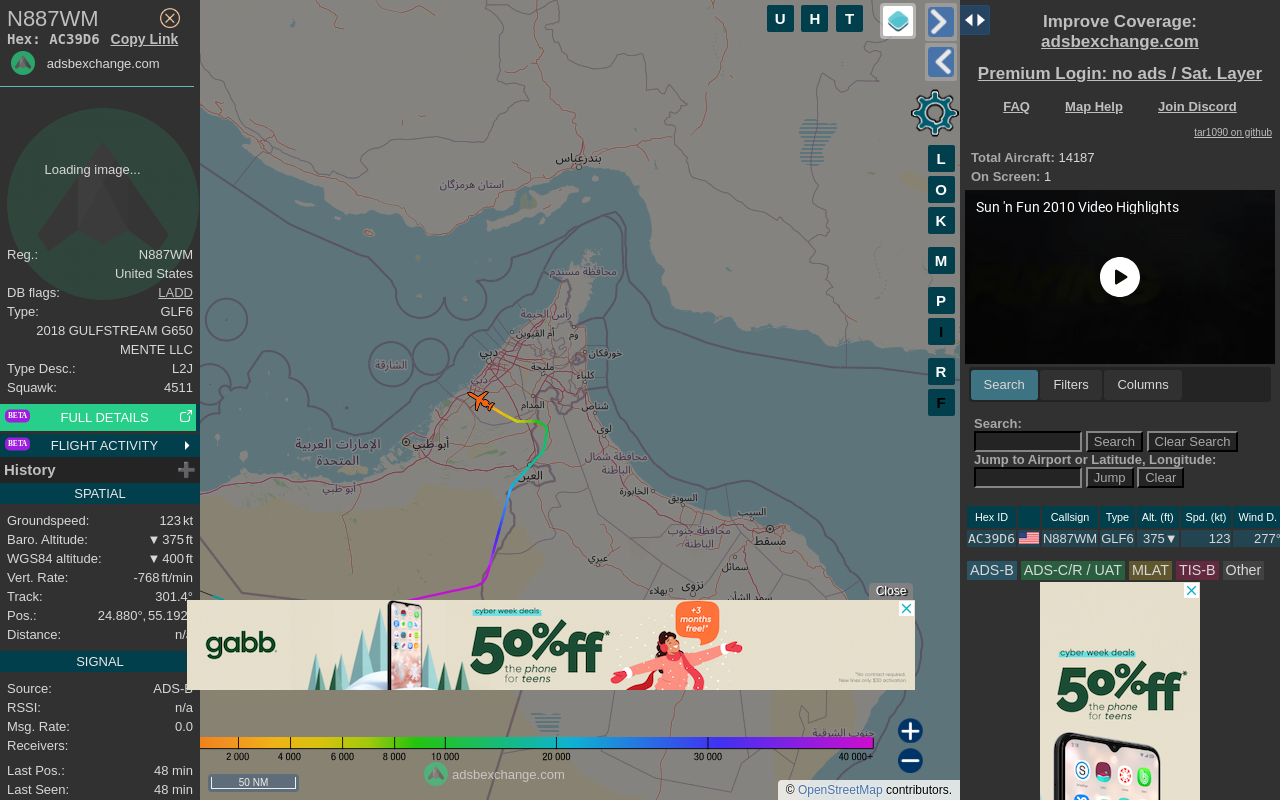 N887WM
Hex: AC39D6 Copy Link
adsbexchange.com
Loading image...
Reg.: N887WM
United States
DB flags: LADD
Type: GLF6
2018 GULFSTREAM G650
MENTE LLC
Type Desc.: L2J
Squawk: 4511
BETA FULL DETAILS
BETA FLIGHT ACTIVITY
History
SPATIAL
Groundspeed: 123 kt
Baro. Altitude: ▼ 375 ft
WGS84 altitude: ▼ 400 ft
Vert. Rate: -768 ft/min
Track: 301.4°
Pos.: 24.880°, 55.192
Distance: n/a
SIGNAL
Source: ADS-B
RSSI: n/a
Msg. Rate: 0.0
Receivers:
Last Pos.: 48 min
Last Seen: 48 min
U H T
L
O
K
M
P
I
R
F
بندرعباس
استان هرمزگان
محافظة مسندم
رأس الخيمة
أم القيوين
دبي
الشارقة
خورفكان
مليحة
كلباء
دبي
المدام
شناص
لوى
أبو ظبي
الإمارات العربية
المتحدة
أبو ظبي
العين
محافظة شمال
الباطنة
الخابورة
السويق
السيب
مسقط
محافظة جنوب
الباطنة
عبري
سمائل
نزوى
بهلاء
سمد الشأن
جنوب الشرقية
Close
gabb
cyber week deals
50% off*
the phone
for teens
+3
months
free!*
2 000 4 000 6 000 8 000 10 000 20 000 30 000 40 000+
adsbexchange.com
50 NM
© OpenStreetMap contributors.
Improve Coverage:
adsbexchange.com
Premium Login: no ads / Sat. Layer
FAQ Map Help Join Discord
tar1090 on github
Total Aircraft: 14187
On Screen: 1
Sun 'n Fun 2010 Video Highlights
Search Filters Columns
Search:
Search Clear Search
Jump to Airport or Latitude, Longitude:
Jump Clear
Hex ID Callsign Type Alt. (ft) Spd. (kt) Wind D.
AC39D6 N887WM GLF6 375▼ 123 277°
ADS-B ADS-C/R / UAT MLAT TIS-B Other
cyber week deals
50% off*
the phone
for teens